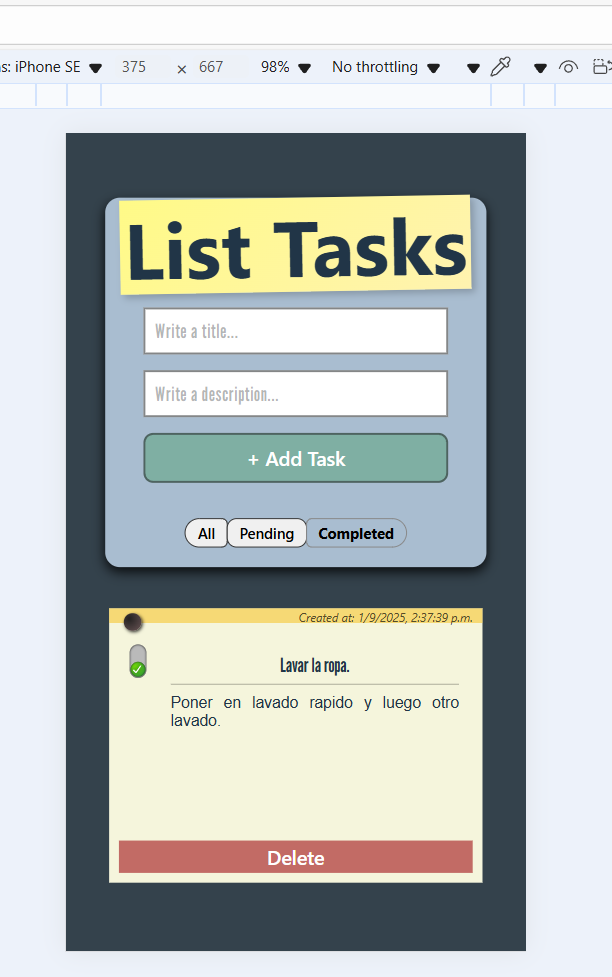 s: iPhone SE 375 × 667 98% No throttling
List Tasks
Write a title...
Write a description...
+ Add Task
All Pending Completed
Created at: 1/9/2025, 2:37:39 p.m.
Lavar la ropa.
Poner en lavado rapido y luego otro
lavado.
Delete